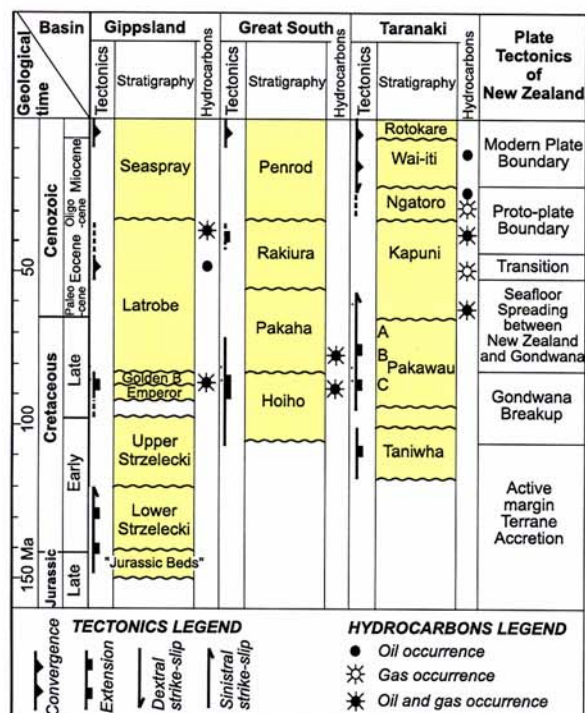 Basin
Geological time
Gippsland
Great South
Taranaki
Plate Tectonics of New Zealand
Tectonics
Stratigraphy
Hydrocarbons
Tectonics
Stratigraphy
Hydrocarbons
Tectonics
Stratigraphy
Hydrocarbons
Cenozoic
Miocene
Oligo
-cene
Eocene
Paleo
-cene
Cretaceous
Late
Early
Jurassic
Late
50
100
150 Ma
Seaspray
Latrobe
Golden B
Emperor
Upper
Strzelecki
Lower
Strzelecki
"Jurassic Beds"
Penrod
Rakiura
Pakaha
Hoiho
Rotokare
Wai-iti
Ngatoro
Kapuni
A
B
Pakawau
C
Taniwha
Modern Plate
Boundary
Proto-plate
Boundary
Transition
Seafloor
Spreading
between
New Zealand
and Gondwana
Gondwana
Breakup
Active
margin
Terrane
Accretion
TECTONICS LEGEND
Convergence
Extension
Dextral
strike-slip
Sinistral
strike-slip
HYDROCARBONS LEGEND
Oil occurrence
Gas occurrence
Oil and gas occurrence